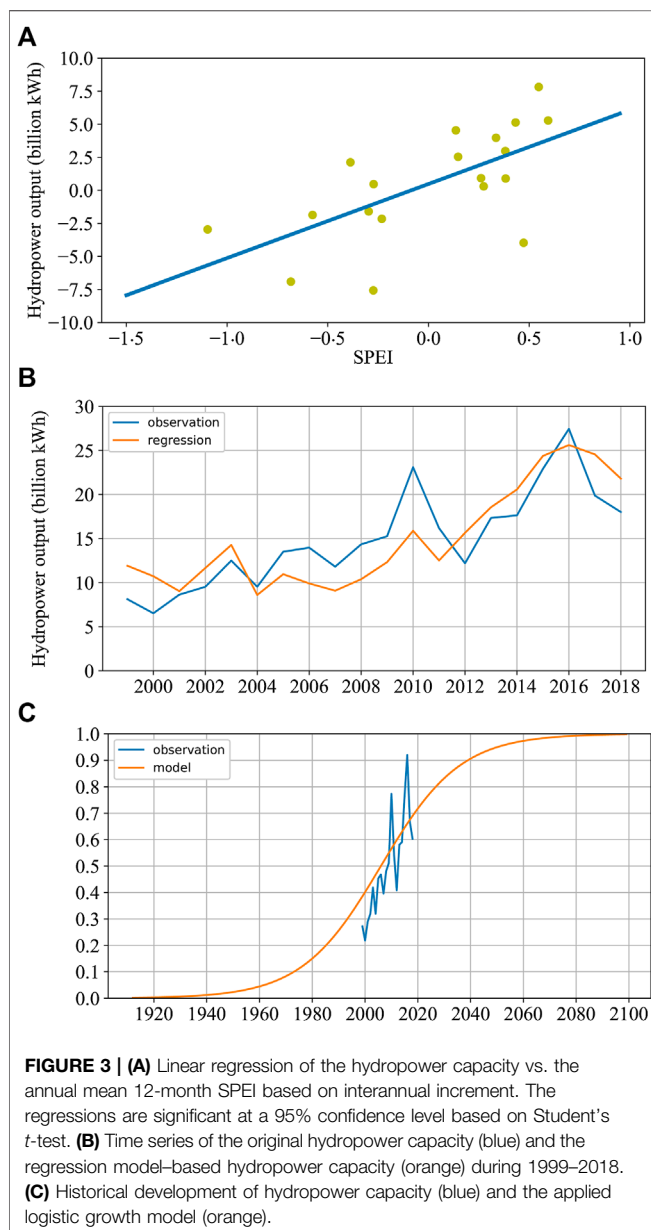 A
Hydropower output (billion kWh)
10.0
7.5
5.0
2.5
0.0
−2.5
−5.0
−7.5
−10.0
−1·5 −1·0 −0·5 0·0 0·5 1·0
SPEI
B
Hydropower output (billion kWh)
30
25
20
15
10
5
0
observation
regression
2000 2002 2004 2006 2008 2010 2012 2014 2016 2018
C
1.0
0.9
0.8
0.7
0.6
0.5
0.4
0.3
0.2
0.1
0.0
observation
model
1920 1940 1960 1980 2000 2020 2040 2060 2080 2100
FIGURE 3 | (A) Linear regression of the hydropower capacity vs. the
annual mean 12-month SPEI based on interannual increment. The
regressions are significant at a 95% confidence level based on Student's
t-test. (B) Time series of the original hydropower capacity (blue) and the
regression model–based hydropower capacity (orange) during 1999–2018.
(C) Historical development of hydropower capacity (blue) and the applied
logistic growth model (orange).